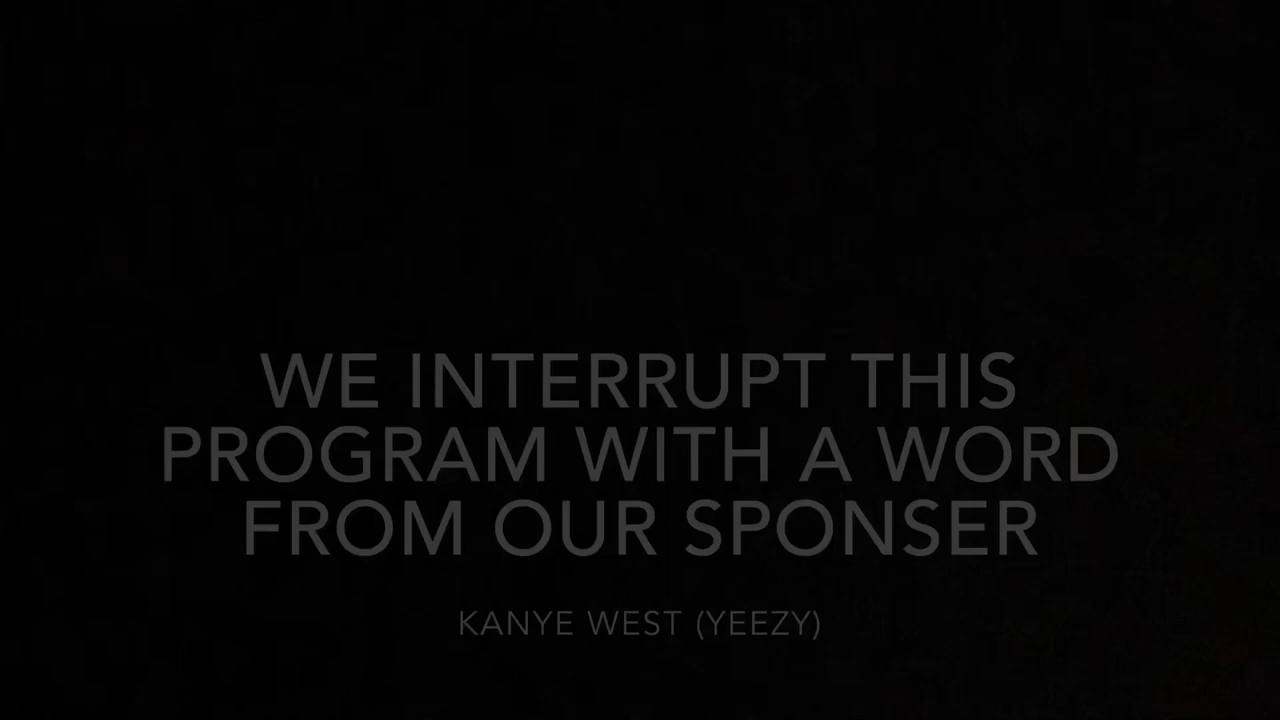 WE INTERRUPT THIS
PROGRAM WITH A WORD
FROM OUR SPONSER
KANYE WEST (YEEZY)